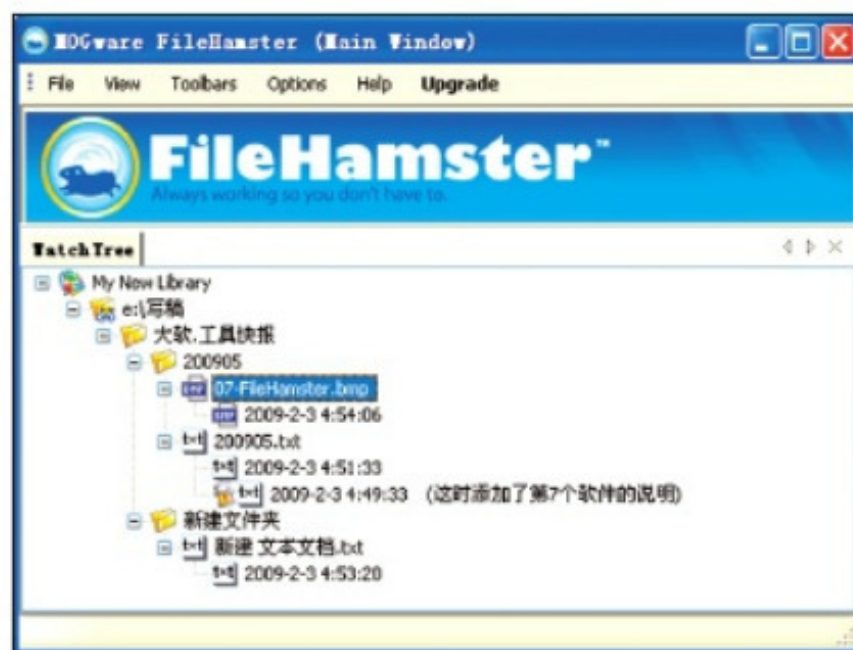 MOGware FileHamster (Main Window)
File View Toolbars Options Help Upgrade
FileHamster™
Always working so you don't have to.
WatchTree
My New Library
e:\写稿
大软.工具快报
200905
07-FileHamster.bmp
2009-2-3 4:54:06
200905.txt
2009-2-3 4:51:33
2009-2-3 4:49:33 (这时添加了第7个软件的说明)
新建文件夹
新建 文本文档.txt
2009-2-3 4:53:20